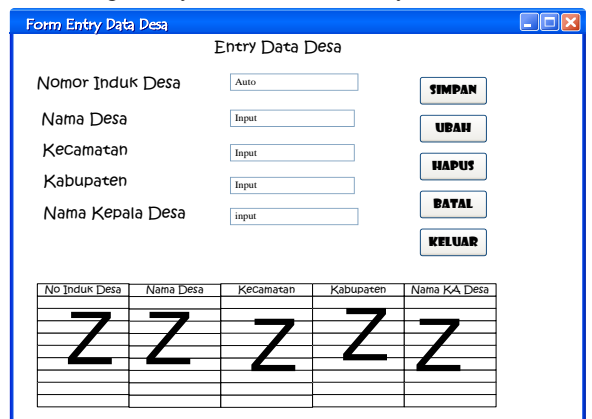 Form Entry Data Desa
Entry Data Desa
Nomor Induk Desa Auto SIMPAN
Nama Desa Input UBAH
Kecamatan Input HAPUS
Kabupaten Input BATAL
Nama Kepala Desa input KELUAR
No Induk Desa Nama Desa Kecamatan Kabupaten Nama KA Desa
Z Z Z Z Z